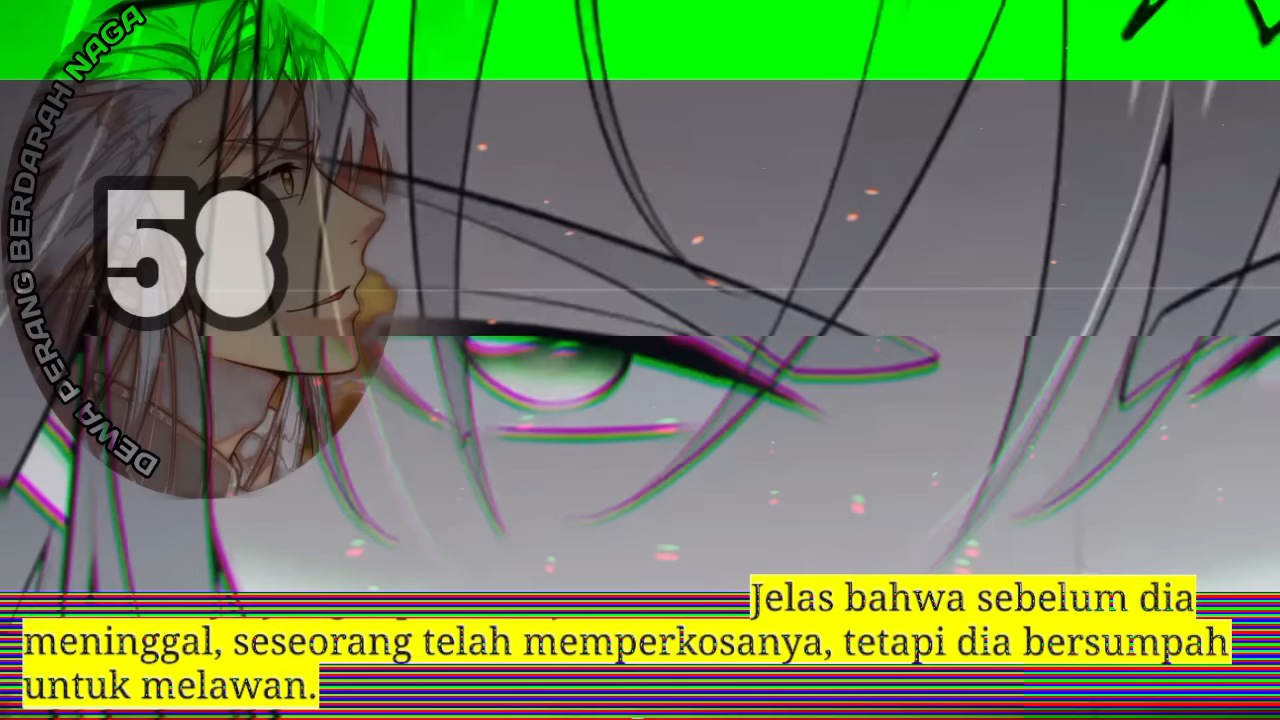 DEWA PERANG BERDARAH NAGA
58
Jelas bahwa sebelum dia
meninggal, seseorang telah memperkosanya, tetapi dia bersumpah
untuk melawan.